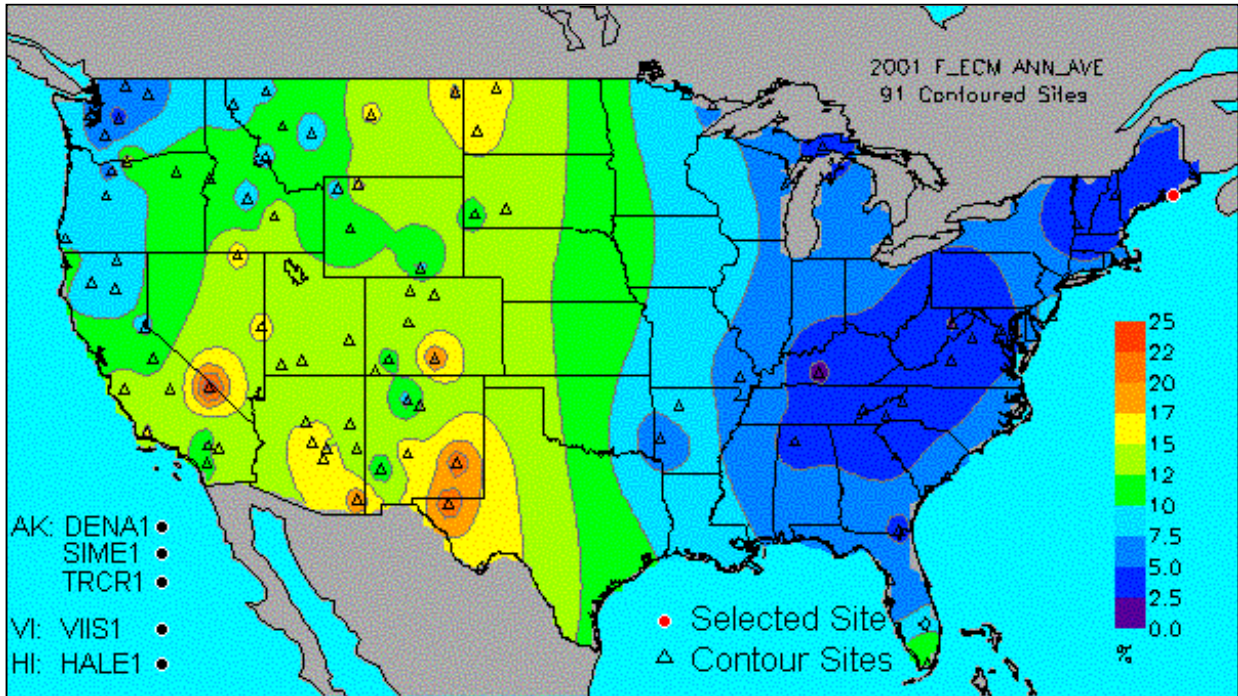 2001 F_ECM ANN_AVE
91 Contoured Sites
25
22
20
17
15
12
10
7.5
5.0
2.5
0.0
%
AK: DENA1
SIME1
TRCR1
VI: VIIS1
HI: HALE1
Selected Site
Contour Sites